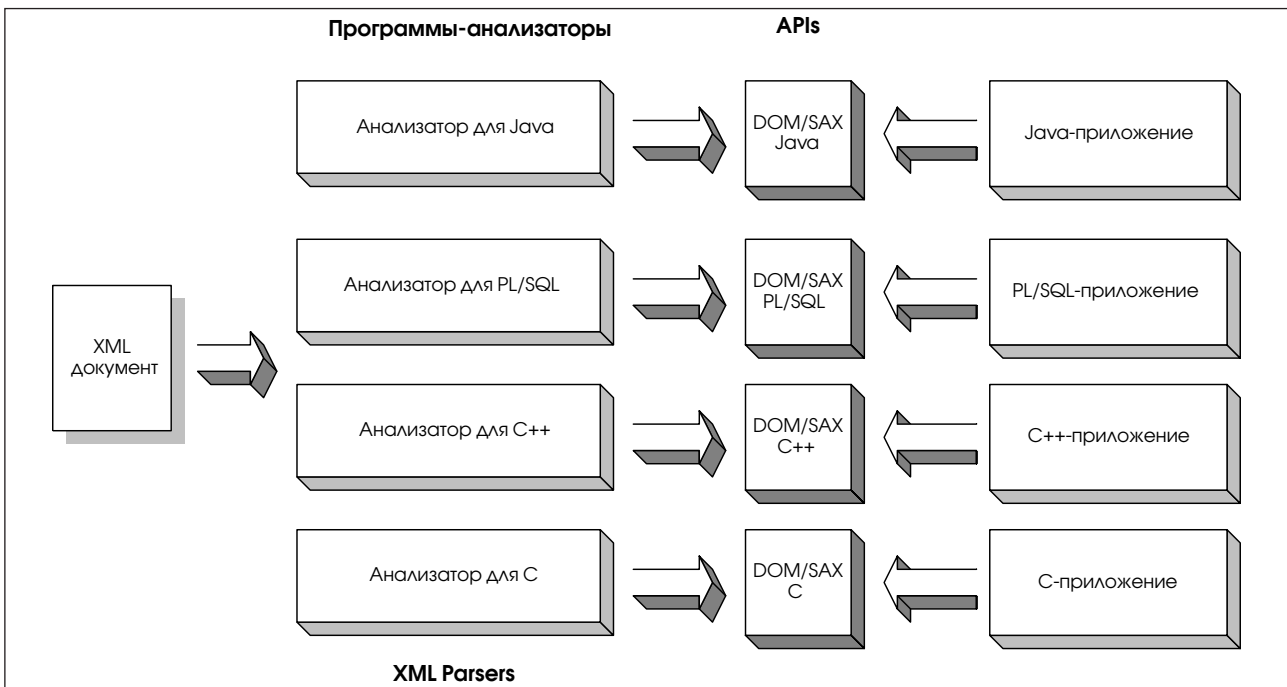 Программы-анализаторы
APIs
Анализатор для Java
DOM/SAX
Java
Java-приложение
Анализатор для PL/SQL
DOM/SAX
PL/SQL
PL/SQL-приложение
XML
документ
Анализатор для C++
DOM/SAX
C++
C++-приложение
Анализатор для C
DOM/SAX
C
C-приложение
XML Parsers